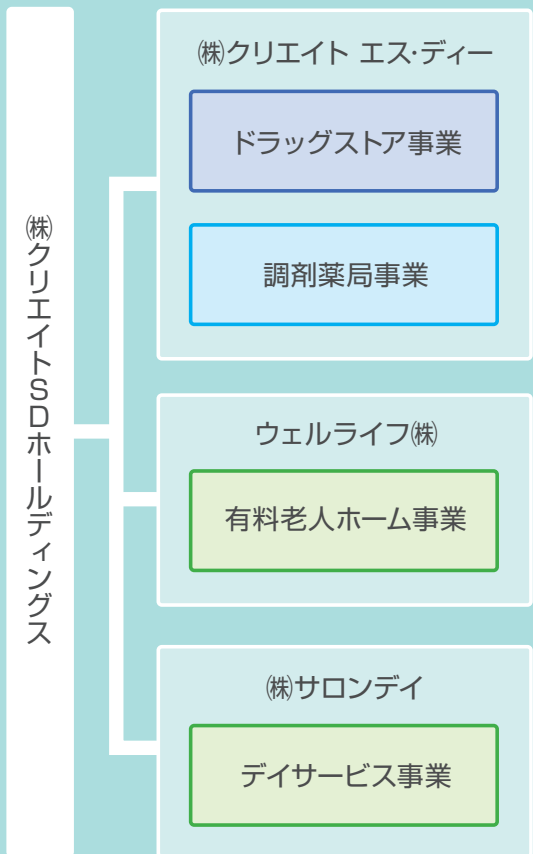 ㈱クリエイトSDホールディングス
㈱クリエイト エス・ディー
ドラッグストア事業
調剤薬局事業
ウェルライフ㈱
有料老人ホーム事業
㈱サロンデイ
デイサービス事業